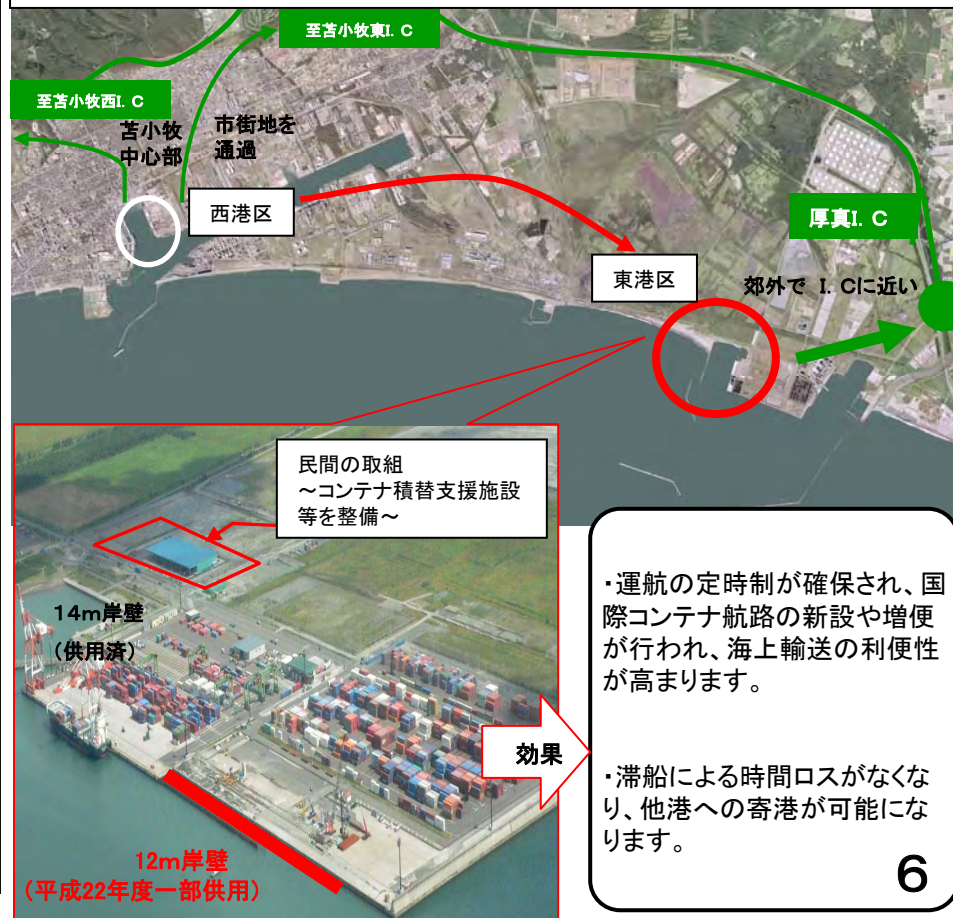 至苫小牧東I.C
至苫小牧西I.C
苫小牧
中心部
市街地を
通過
西港区
厚真I.C
東港区
郊外で I.Cに近い
民間の取組
～コンテナ積替支援施設
等を整備～
14m岸壁
(供用済)
12m岸壁
(平成22年度一部供用)
効果
・運航の定時制が確保され、国
際コンテナ航路の新設や増便
が行われ、海上輸送の利便性
が高まります。
・滞船による時間ロスがなくな
り、他港への寄港が可能にな
ります。
6